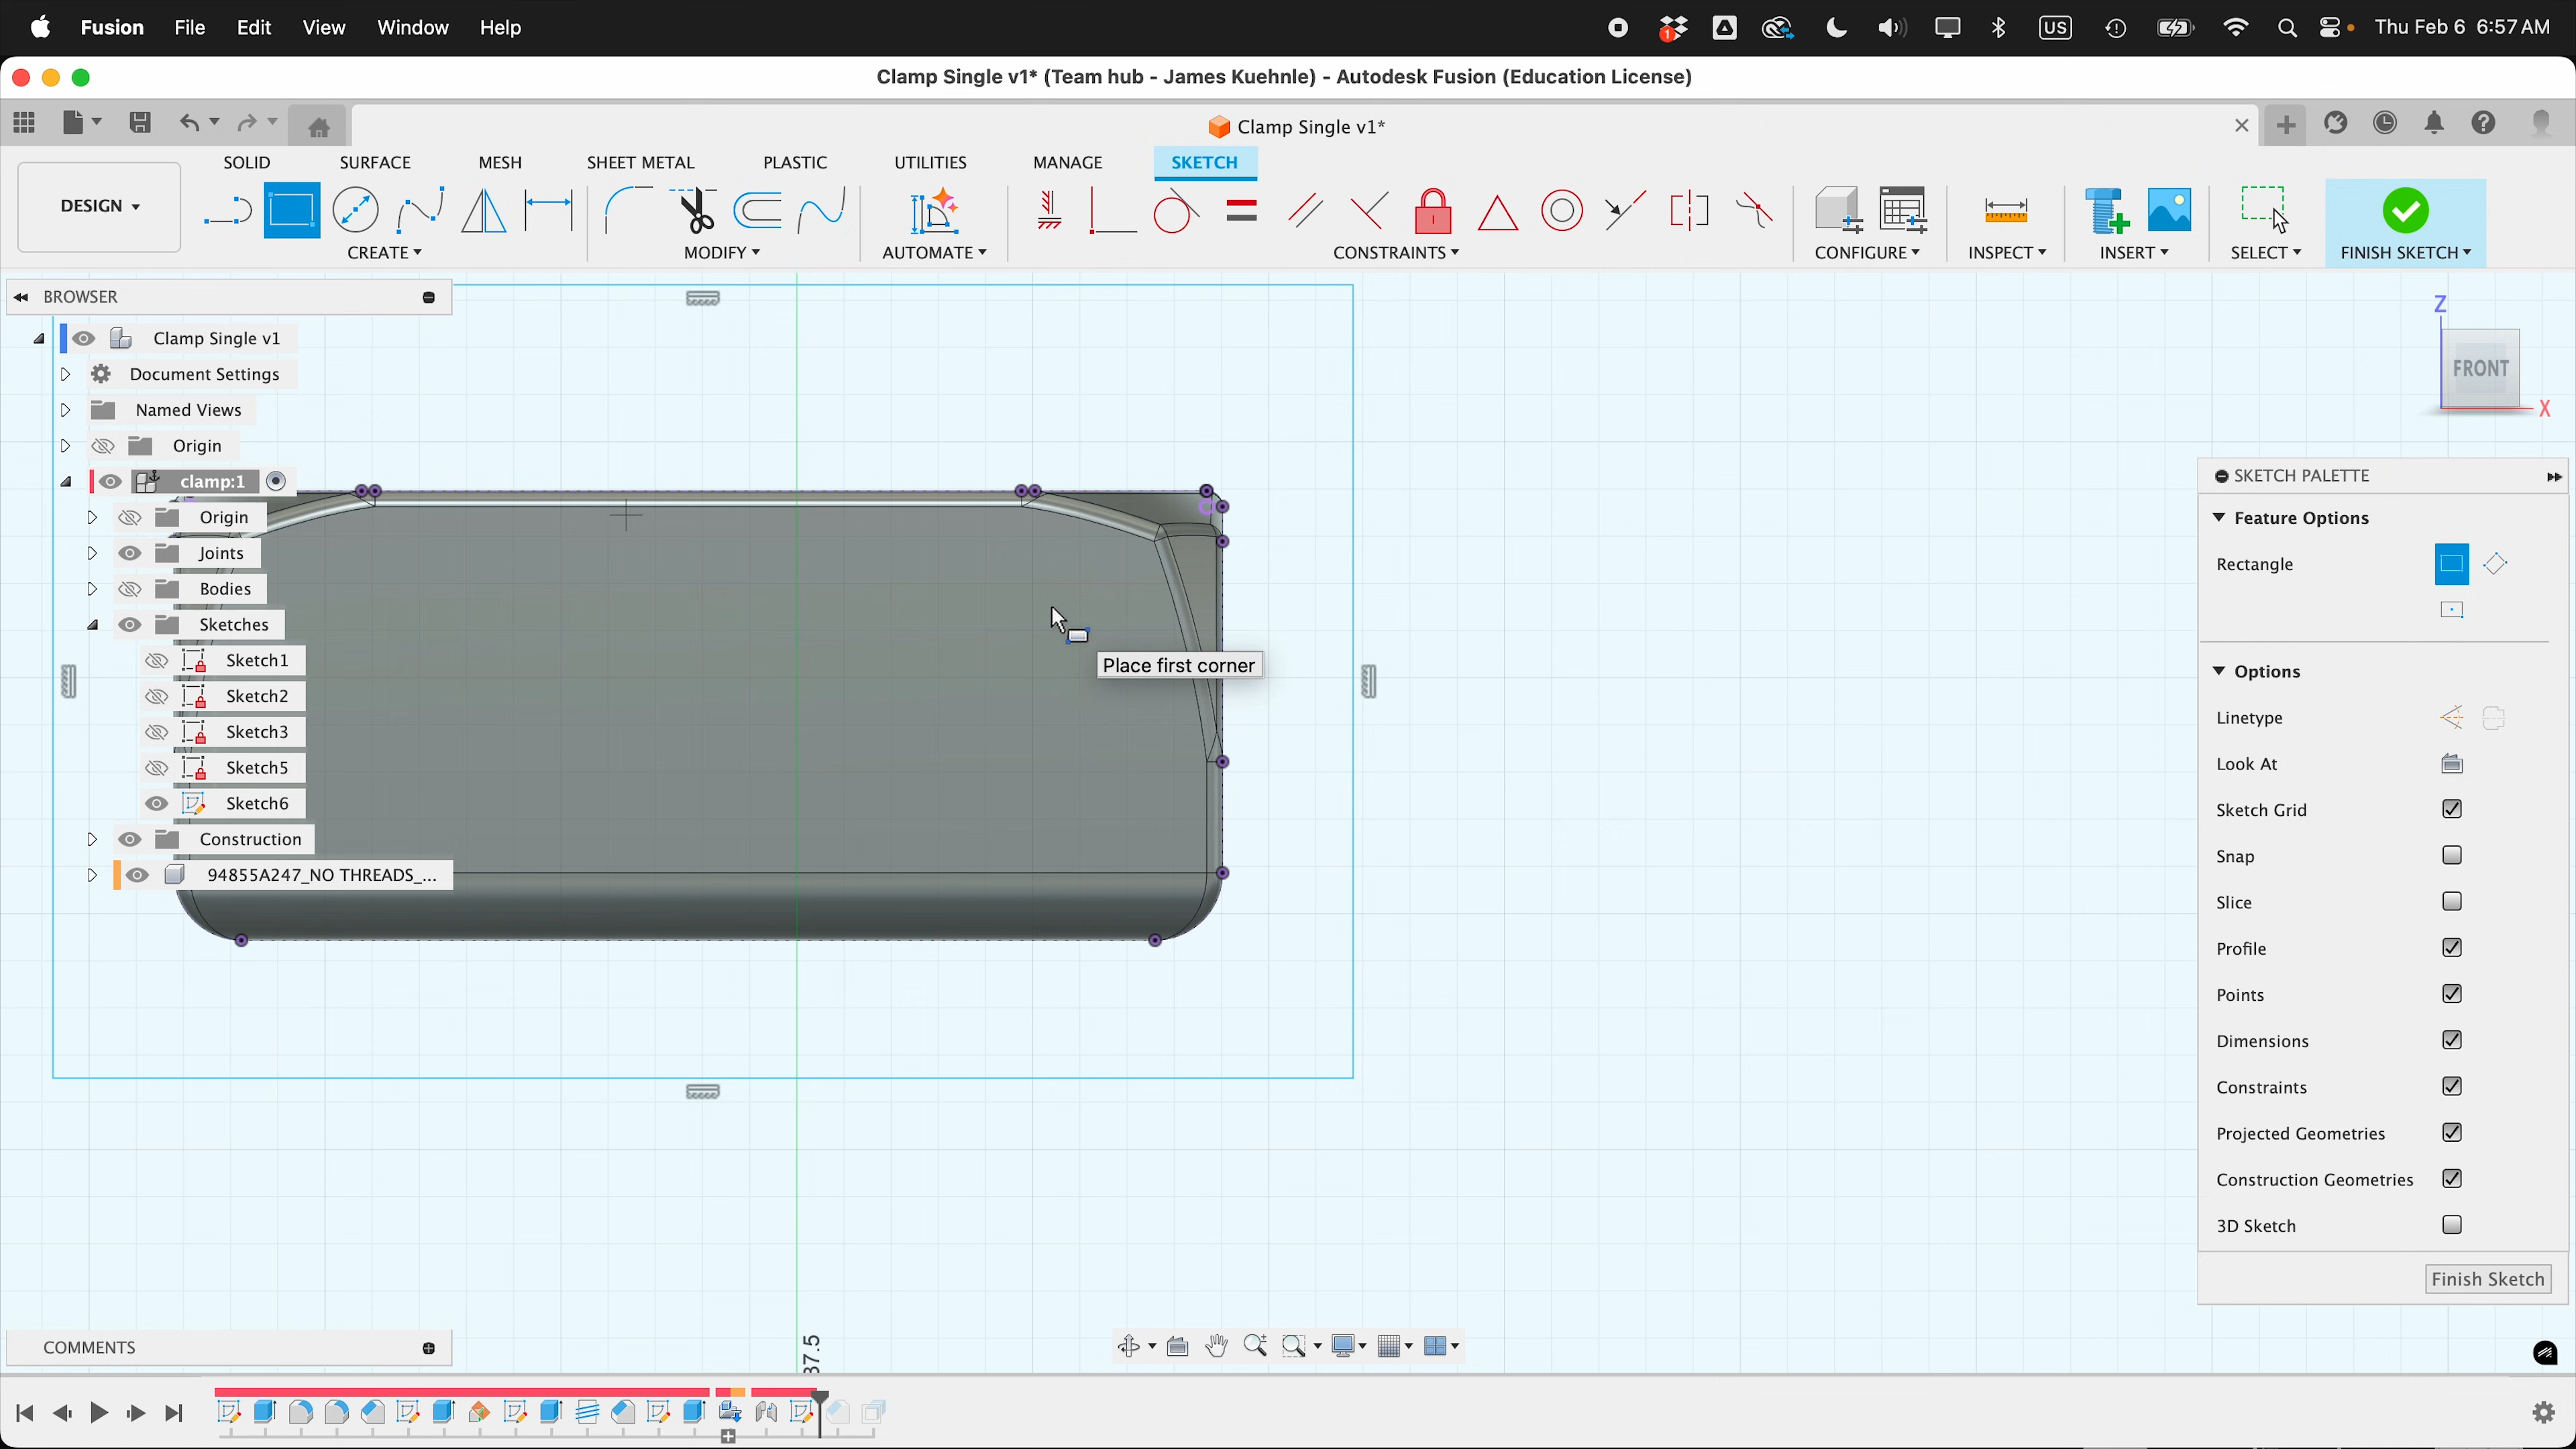 Fusion File Edit View Window Help
1 US Thu Feb 6 6:57 AM
Clamp Single v1* (Team hub - James Kuehnle) - Autodesk Fusion (Education License)
Clamp Single v1*
SOLID SURFACE MESH SHEET METAL PLASTIC UTILITIES MANAGE SKETCH
DESIGN
CREATE MODIFY AUTOMATE CONSTRAINTS CONFIGURE INSPECT INSERT SELECT FINISH SKETCH
BROWSER
Clamp Single v1
Document Settings
Named Views
Origin
clamp:1
Origin
Joints
Bodies
Sketches
Sketch1
Sketch2
Sketch3
Sketch5
Sketch6
Construction
94855A247_NO THREADS_...
Place first corner
37.5
Z
FRONT
X
SKETCH PALETTE
Feature Options
Rectangle
Options
Linetype
Look At
Sketch Grid
Snap
Slice
Profile
Points
Dimensions
Constraints
Projected Geometries
Construction Geometries
3D Sketch
Finish Sketch
COMMENTS